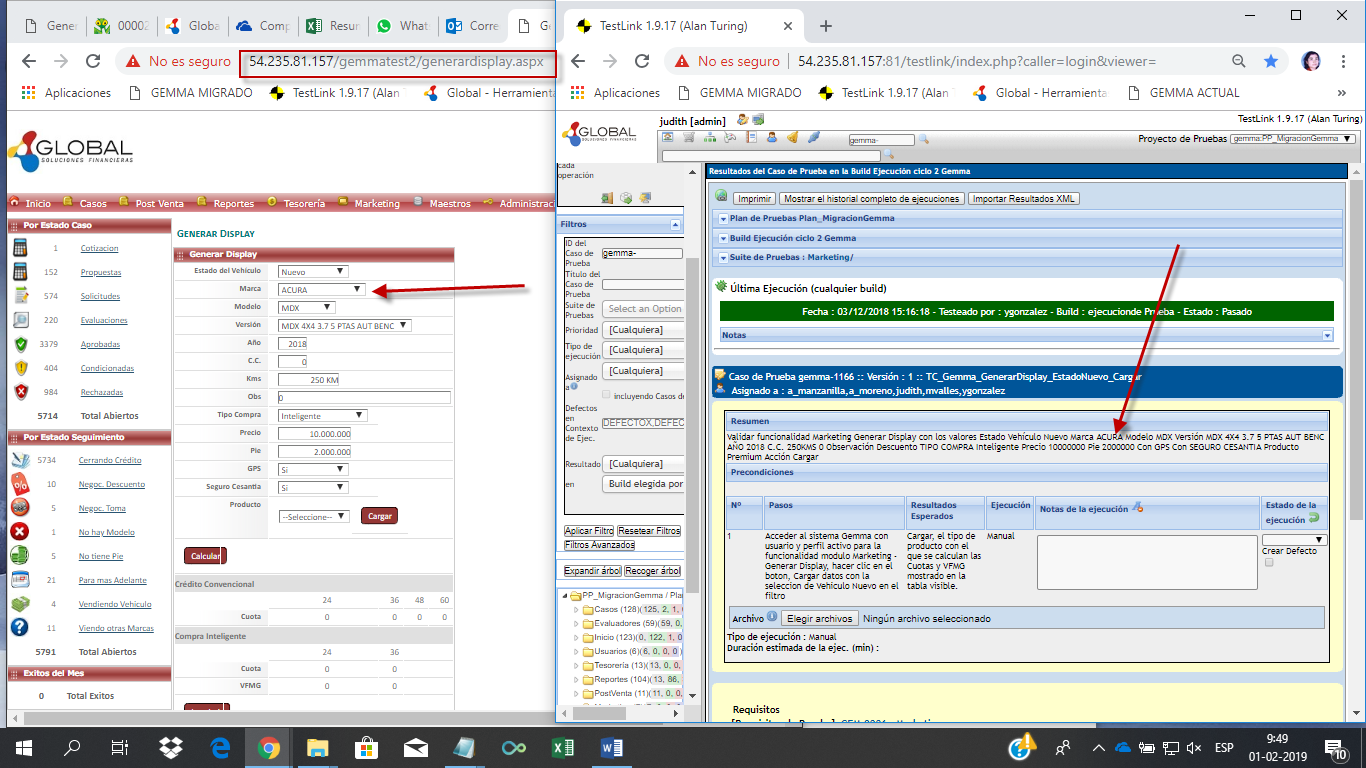 Gener
00002
Globa
Comp
Resur
Whats
Corre
Ge
No es seguro
54.235.81.157/gemmatest2/generardisplay.aspx
Aplicaciones
GEMMA MIGRADO
TestLink 1.9.17 (Alan
Global - Herramienta
GLOBAL
SOLUCIONES FINANCIERAS
Inicio
Casos
Post Venta
Reportes
Tesorería
Marketing
Maestros
Administraci
Por Estado Caso
1 Cotizacion
152 Propuestas
574 Solicitudes
220 Evaluaciones
3379 Aprobadas
404 Condicionadas
984 Rechazadas
5714 Total Abiertos
Por Estado Seguimiento
5734 Cerrando Crédito
10 Negoc. Descuento
5 Negoc. Toma
1 No hay Modelo
5 No tiene Pie
21 Para mas Adelante
4 Vendiendo Vehiculo
11 Viendo otras Marcas
5791 Total Abiertos
Exitos del Mes
0 Total Exitos
GENERAR DISPLAY
Generar Display
Estado del Vehículo Nuevo
Marca ACURA
Modelo MDX
Versión MDX 4X4 3.7 5 PTAS AUT BENC
Año 2018
C.C. 0
Kms 250 KM
Obs 0
Tipo Compra Inteligente
Precio 10.000.000
Pie 2.000.000
GPS Si
Seguro Cesantia Si
Producto --Seleccione-- Cargar
Calcular
Crédito Convencional
24 36 48 60
Cuota 0 0 0 0
Compra Inteligente
24 36
Cuota 0 0
VFMG 0 0
TestLink 1.9.17 (Alan Turing)
No es seguro
54.235.81.157:81/testlink/index.php?caller=login&viewer=
Aplicaciones
GEMMA MIGRADO
TestLink 1.9.17 (Alan
Global - Herramienta
GEMMA ACTUAL
»
GLOBAL
SOLUCIONES FINANCIERAS
judith [admin]
TestLink 1.9.17 (Alan Turing)
gemma-
Proyecto de Pruebas gemma:PP_MigracionGemma
cada
operación
Filtros
ID del
Caso de
Prueba
gemma-
Titulo del
Caso de
Prueba
Suite de
Pruebas
Select an Option
Prioridad [Cualquiera]
Tipo de
ejecución
[Cualquiera]
Asignado
a
[Cualquiera]
incluyendo Casos de
Defectos
en
Contexto
de Ejec.
DEFECTOX,DEFEC
Resultado [Cualquiera]
en Build elegida por
Aplicar Filtro Resetear Filtros
Filtros Avanzados
Expandir árbol Recoger árbol
PP_MigracionGemma / Plan
Casos (128)(125, 2, 1, 0
Evaluadores (59)(59, 0,
Inicio (123)(0, 122, 1, 0
Usuarios (6)(6, 0, 0, 0
Tesoreria (13)(13, 0, 0,
Reportes (104)(13, 86,
PostVenta (11)(11, 0, 0,
Resultados del Caso de Prueba en la Build Ejecución ciclo 2 Gemma
Imprimir
Mostrar el historial completo de ejecuciones
Importar Resultados XML
Plan de Pruebas Plan_MigracionGemma
Build Ejecución ciclo 2 Gemma
Suite de Pruebas : Marketing/
Última Ejecución (cualquier build)
Fecha : 03/12/2018 15:16:18 - Testeado por : ygonzalez - Build : ejecucionde Prueba - Estado : Pasado
Notas
Caso de Prueba gemma-1166 :: Versión : 1 :: TC_Gemma_GenerarDisplay_EstadoNuevo_Cargar
Asignado a : a_manzanilla,a_moreno,judith,mvalles,ygonzalez
Resumen
Validar funcionalidad Marketing Generar Display con los valores Estado Vehículo Nuevo Marca ACURA Modelo MDX Versión MDX 4X4 3.7 5 PTAS AUT BENC
AÑO 2018 C.C. 250KMS 0 Observación Descuento TIPO COMPRA Inteligente Precio 10000000 Pie 2000000 Con GPS Con SEGURO CESANTIA Producto
Premium Acción Cargar
Precondiciones
Nº
Pasos
Resultados
Esperados
Ejecución
Notas de la ejecución
Estado de la
ejecución
1
Acceder al sistema Gemma con
usuario y perfil activo para la
funcionalidad modulo Marketing -
Generar Display, hacer clic en el
boton, Cargar datos con la
seleccion de Vehiculo Nuevo en el
filtro
Cargar, el tipo de
producto con el
que se calculan las
Cuotas y VFMG
mostrado en la
tabla visible.
Manual
Crear Defecto
Archivo Elegir archivos Ningún archivo seleccionado
Tipo de ejecución : Manual
Duración estimada de la ejec. (min) :
Requisitos
ESP
9:49
01-02-2019
10